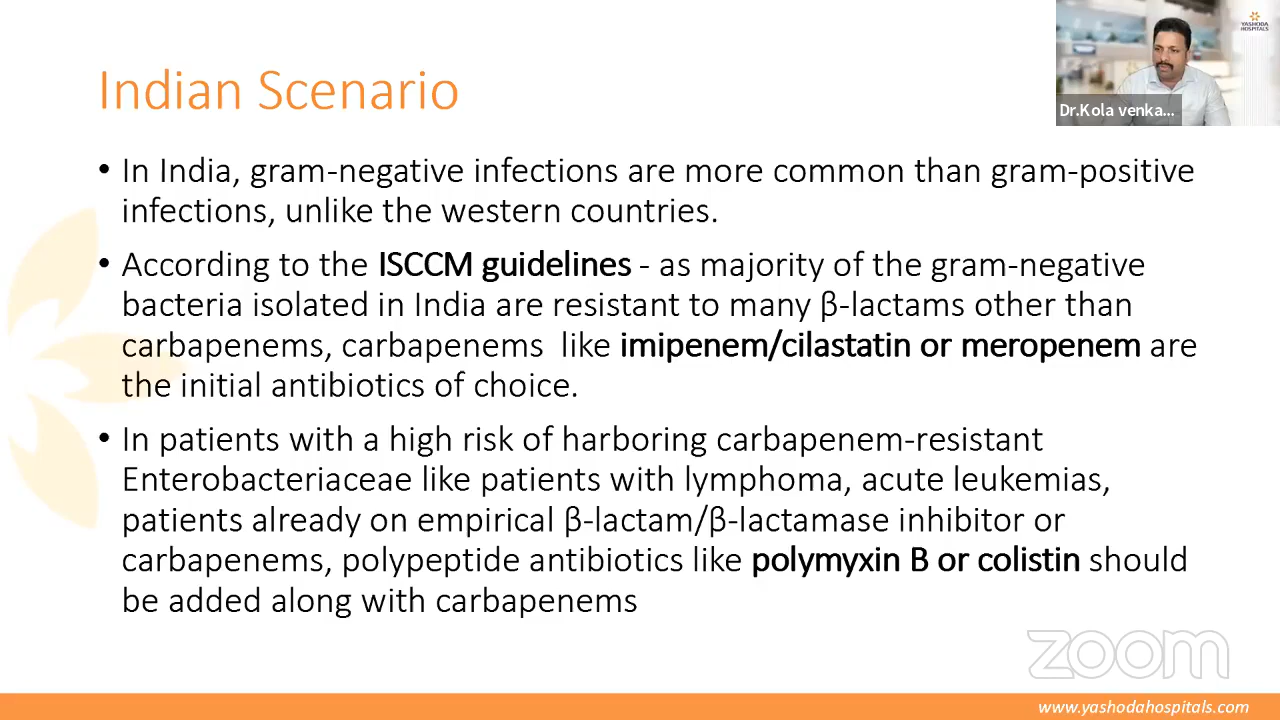 YASHODA
HOSPITALS
Dr.Kola venka...
Indian Scenario
• In India, gram-negative infections are more common than gram-positive
infections, unlike the western countries.
• According to the ISCCM guidelines - as majority of the gram-negative
bacteria isolated in India are resistant to many β-lactams other than
carbapenems, carbapenems  like imipenem/cilastatin or meropenem are
the initial antibiotics of choice.
• In patients with a high risk of harboring carbapenem-resistant
Enterobacteriaceae like patients with lymphoma, acute leukemias,
patients already on empirical β-lactam/β-lactamase inhibitor or
carbapenems, polypeptide antibiotics like polymyxin B or colistin should
be added along with carbapenems
zoom
www.yashodahospitals.com